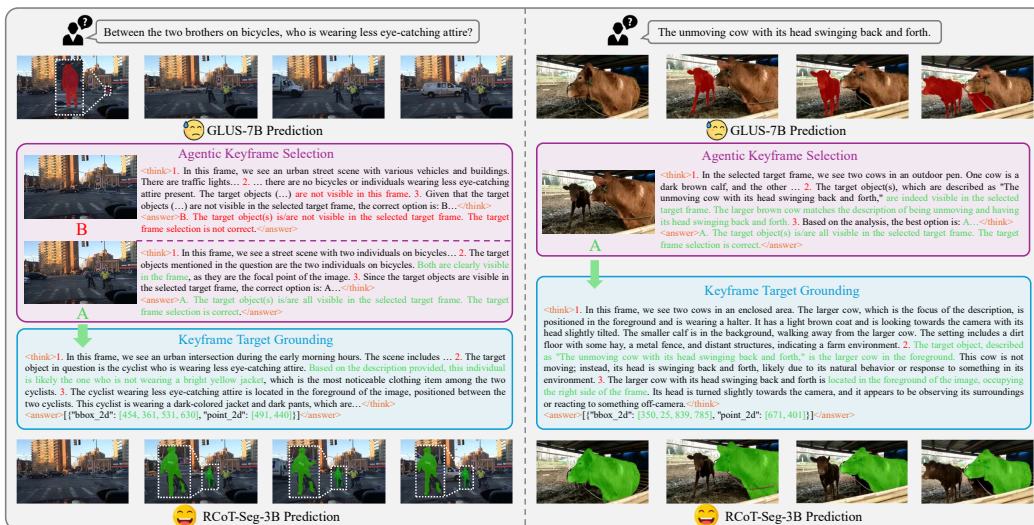 Between the two brothers on bicycles, who is wearing less eye-catching attire?
GLUS-7B Prediction
Agentic Keyframe Selection
<think>1. In this frame, we see an urban street scene with various vehicles and buildings.
There are traffic lights… 2. … there are no bicycles or individuals wearing less eye-catching
attire present. The target objects (…) are not visible in this frame. 3. Given that the target
objects (…) are not visible in the selected target frame, the correct option is: B…</think>
<answer>B. The target object(s) is/are not visible in the selected target frame. The target
frame selection is not correct.</answer>
B
<think>1. In this frame, we see a street scene with two individuals on bicycles… 2. The target
objects mentioned in the question are the two individuals on bicycles. Both are clearly visible
in the frame, as they are the focal point of the image. 3. Since the target objects are visible in
the selected target frame, the correct option is: A…</think>
<answer>A. The target object(s) is/are all visible in the selected target frame. The target
frame selection is correct.</answer>
A
Keyframe Target Grounding
<think>1. In this frame, we see an urban intersection during the early morning hours. The scene includes … 2. The target
object in question is the cyclist who is wearing less eye-catching attire. Based on the description provided, this individual
is likely the one who is not wearing a bright yellow jacket, which is the most noticeable clothing item among the two
cyclists. 3. The cyclist wearing less eye-catching attire is located in the foreground of the image, positioned between the
two cyclists. This cyclist is wearing a dark-colored jacket and dark pants, which are…</think>
<answer>[{"bbox_2d": [454, 361, 531, 630], "point_2d": [491, 440]}]</answer>
RCoT-Seg-3B Prediction
The unmoving cow with its head swinging back and forth.
GLUS-7B Prediction
Agentic Keyframe Selection
<think>1. In the selected target frame, we see two cows in an outdoor pen. One cow is a
dark brown calf, and the other … 2. The target object(s), which are described as "The
unmoving cow with its head swinging back and forth," are indeed visible in the selected
target frame. The larger brown cow matches the description of being unmoving and having
its head swinging back and forth. 3. Based on the analysis, the best option is: A…</think>
<answer>A. The target object(s) is/are all visible in the selected target frame. The target
frame selection is correct.</answer>
A
Keyframe Target Grounding
<think>1. In this frame, we see two cows in an enclosed area. The larger cow, which is the focus of the description, is
positioned in the foreground and is wearing a halter. It has a light brown coat and is looking towards the camera with its
head slightly tilted. The smaller calf is in the background, walking away from the larger cow. The setting includes a dirt
floor with some hay, a metal fence, and distant structures, indicating a farm environment. 2. The target object, described
as "The unmoving cow with its head swinging back and forth," is the larger cow in the foreground. This cow is not
moving; instead, its head is swinging back and forth, likely due to its natural behavior or response to something in its
environment. 3. The larger cow with its head swinging back and forth is located in the foreground of the image, occupying
the right side of the frame. Its head is turned slightly towards the camera, and it appears to be observing its surroundings
or reacting to something off-camera.</think>
<answer>[{"bbox_2d": [350, 25, 839, 785], "point_2d": [671, 401]}]</answer>
RCoT-Seg-3B Prediction